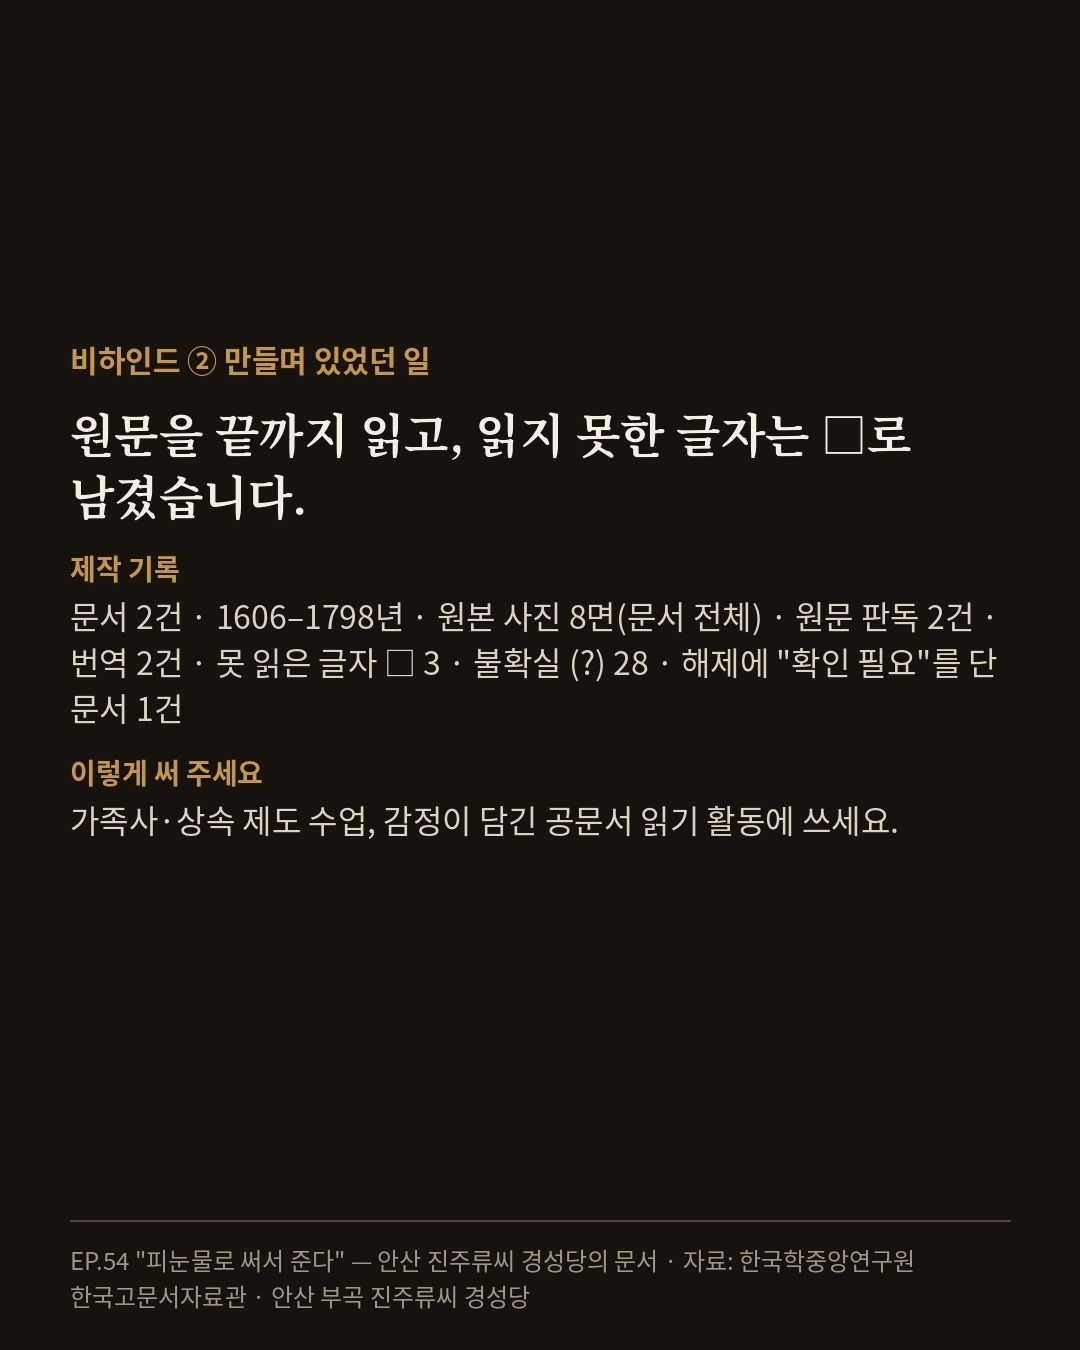 비하인드 ② 만들며 있었던 일
원문을 끝까지 읽고, 읽지 못한 글자는 □로
남겼습니다.
제작 기록
문서 2건 · 1606–1798년 · 원본 사진 8면(문서 전체) · 원문 판독 2건 ·
번역 2건 · 못 읽은 글자 □ 3 · 불확실 (?) 28 · 해제에 "확인 필요"를 단
문서 1건
이렇게 써 주세요
가족사·상속 제도 수업, 감정이 담긴 공문서 읽기 활동에 쓰세요.
EP.54 "피눈물로 써서 준다" — 안산 진주류씨 경성당의 문서 · 자료: 한국학중앙연구원
한국고문서자료관 · 안산 부곡 진주류씨 경성당